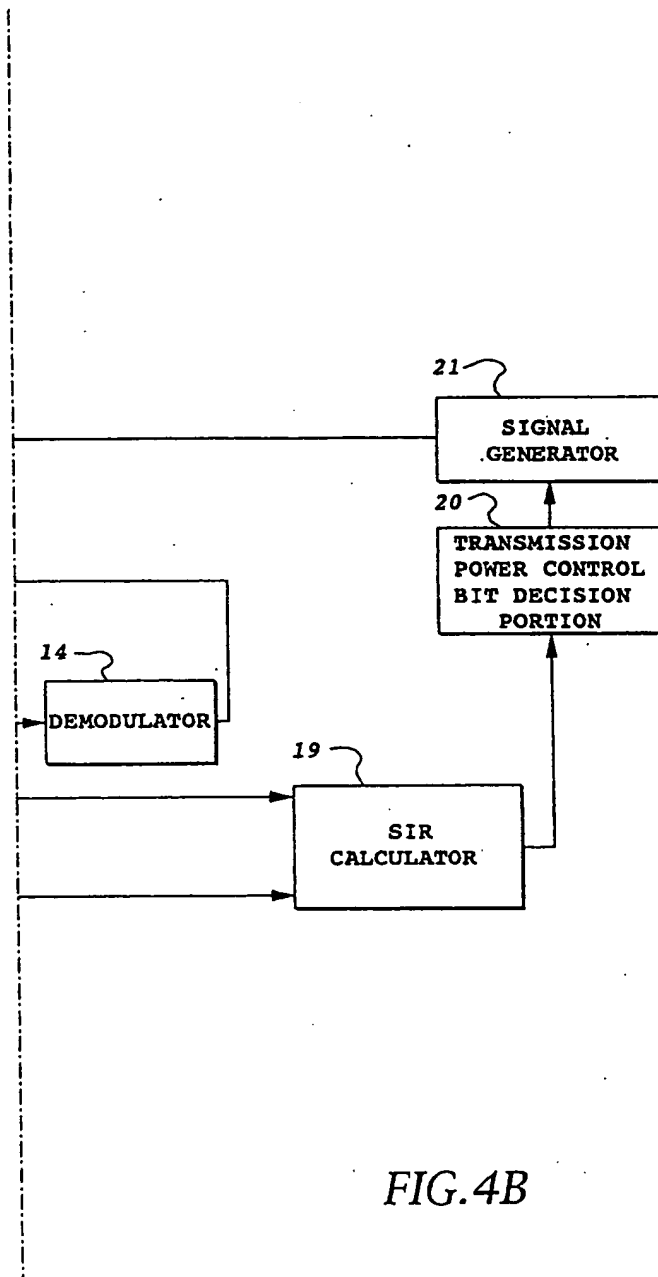 21
SIGNAL
GENERATOR
20
TRANSMISSION
POWER CONTROL
BIT DECISION
PORTION
14
DEMODULATOR
19
SIR
CALCULATOR
FIG.4B